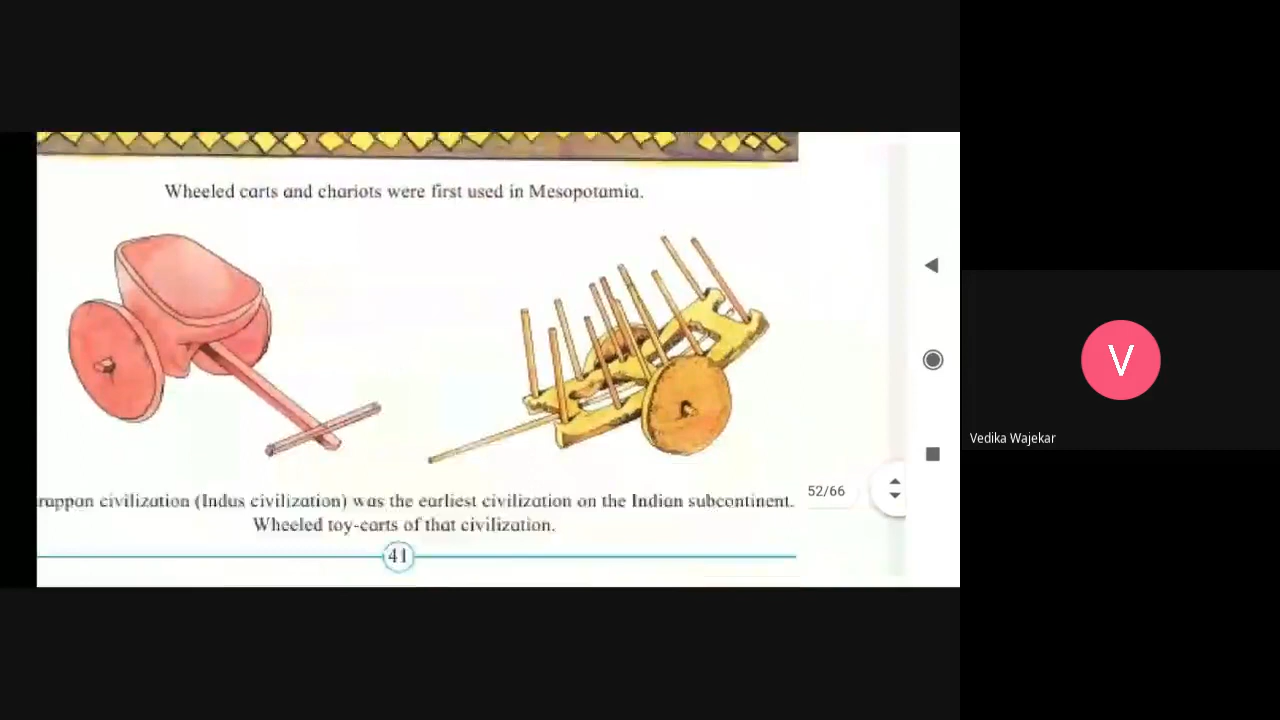 Wheeled carts and chariots were first used in Mesopotamia.
rappan civilization (Indus civilization) was the earliest civilization on the Indian subcontinent.
Wheeled toy-carts of that civilization.
41
52/66
V
Vedika Wajekar